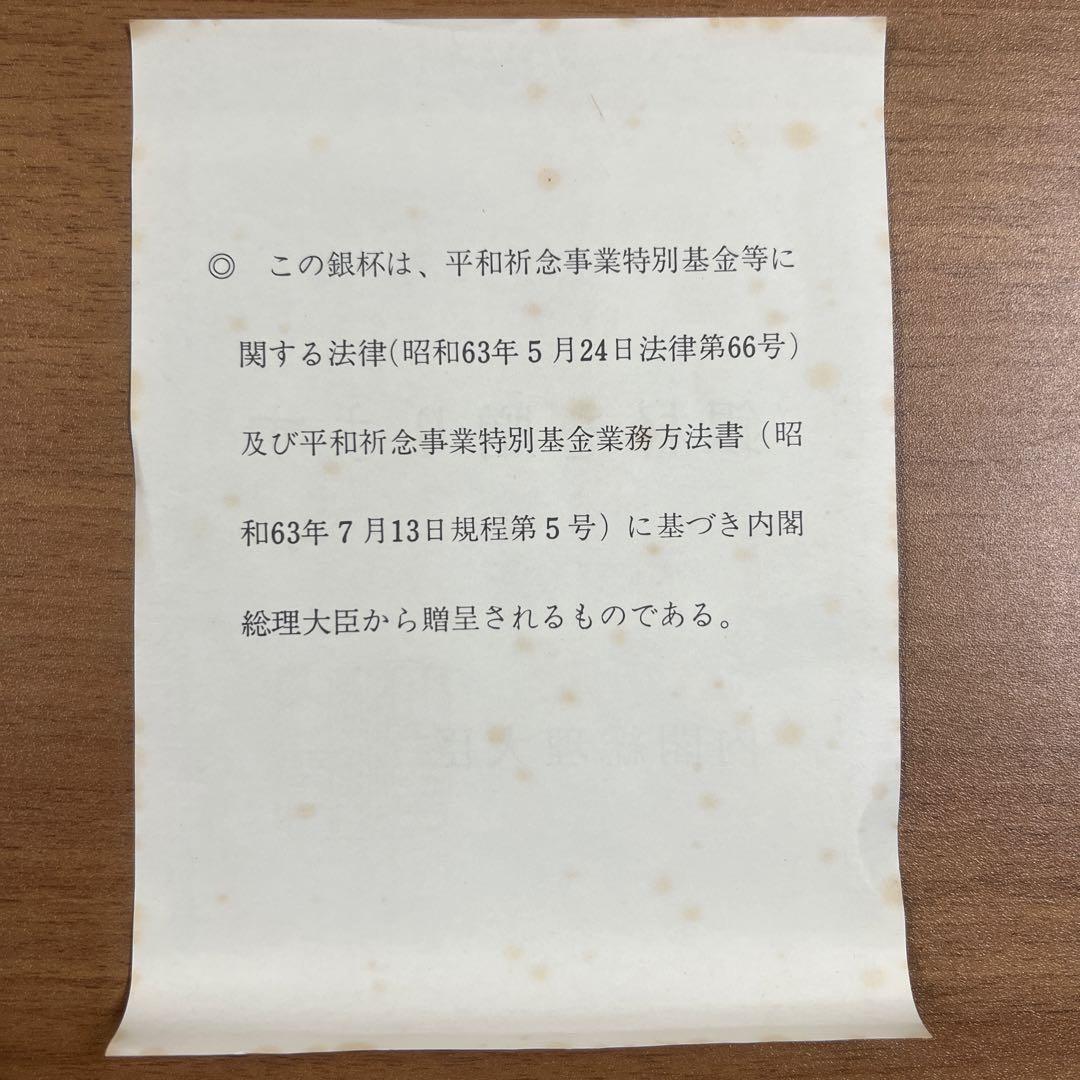 ◎　この銀杯は、平和祈念事業特別基金等に
関する法律(昭和63年5月24日法律第66号)
及び平和祈念事業特別基金業務方法書（昭
和63年7月13日規程第5号）に基づき内閣
総理大臣から贈呈されるものである。